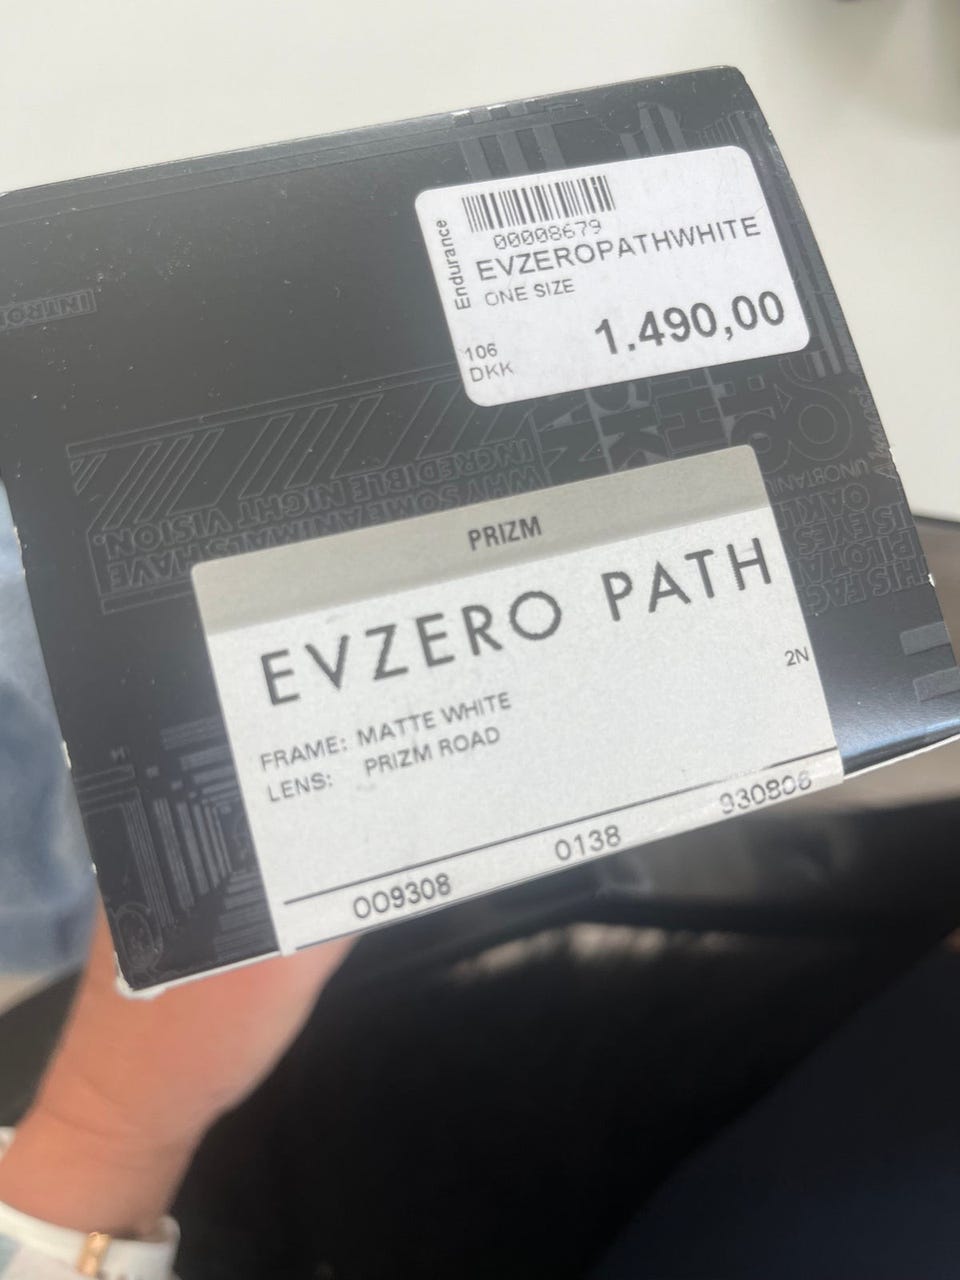 Endurance
00008679
EVZEROPATHWHITE
ONE SIZE
106
DKK
1.490,00
INCREDIBLE NIGHT VISION.
WHY SOME ANIMALS HAVE
PRIZM
EVZERO PATH
2N
FRAME: MATTE WHITE
LENS: PRIZM ROAD
009308 0138 930806